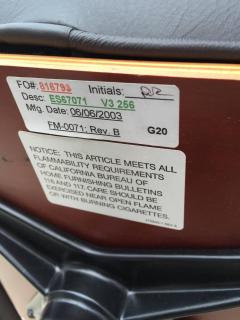 FO#: 816793 Initials:
Desc: ES67071 V3 256
Mfg. Date: 06/06/2003
FM-0071: Rev. B G20
NOTICE: THIS ARTICLE MEETS ALL
FLAMMABILITY REQUIREMENTS
OF CALIFORNIA BUREAU OF
HOME FURNISHING BULLETINS
116 AND 117. CARE SHOULD BE
EXERCISED NEAR OPEN FLAME
OR WITH BURNING CIGARETTES.